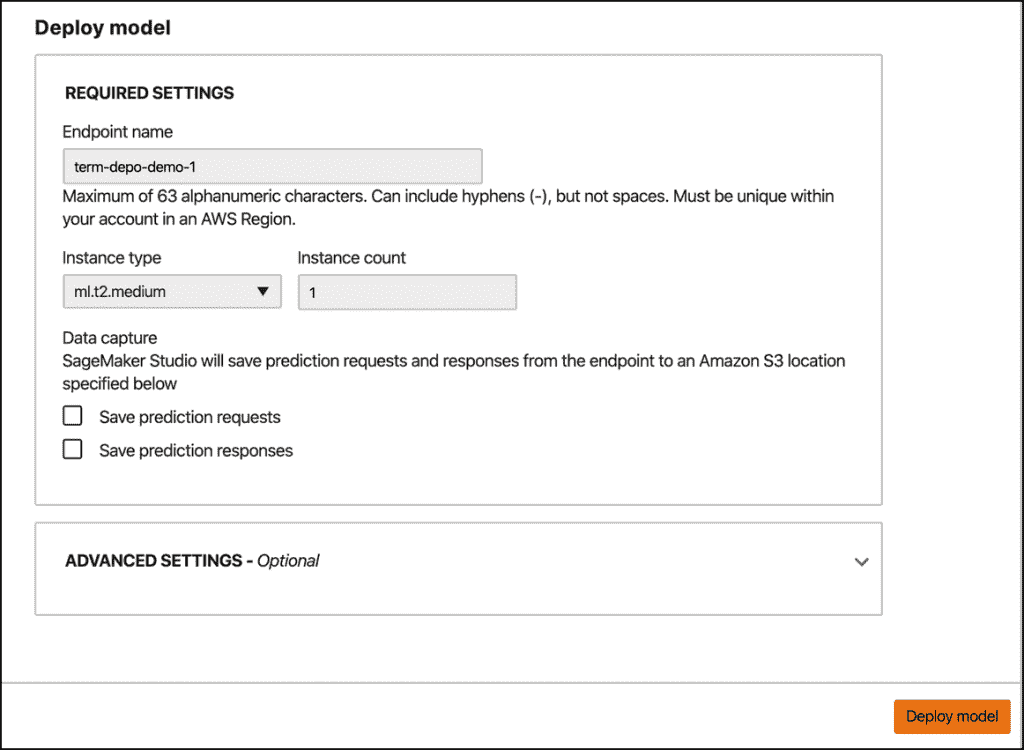 Deploy model
REQUIRED SETTINGS
Endpoint name
term-depo-demo-1
Maximum of 63 alphanumeric characters. Can include hyphens (-), but not spaces. Must be unique within
your account in an AWS Region.
Instance type
Instance count
ml.t2.medium
1
Data capture
SageMaker Studio will save prediction requests and responses from the endpoint to an Amazon S3 location
specified below
Save prediction requests
Save prediction responses
ADVANCED SETTINGS - Optional
Deploy model